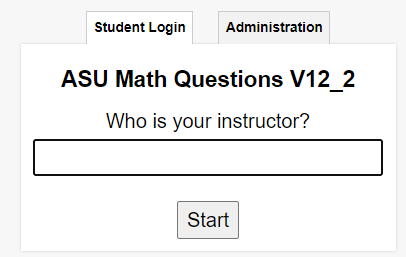 Student Login
Administration
ASU Math Questions V12_2
Who is your instructor?
Start